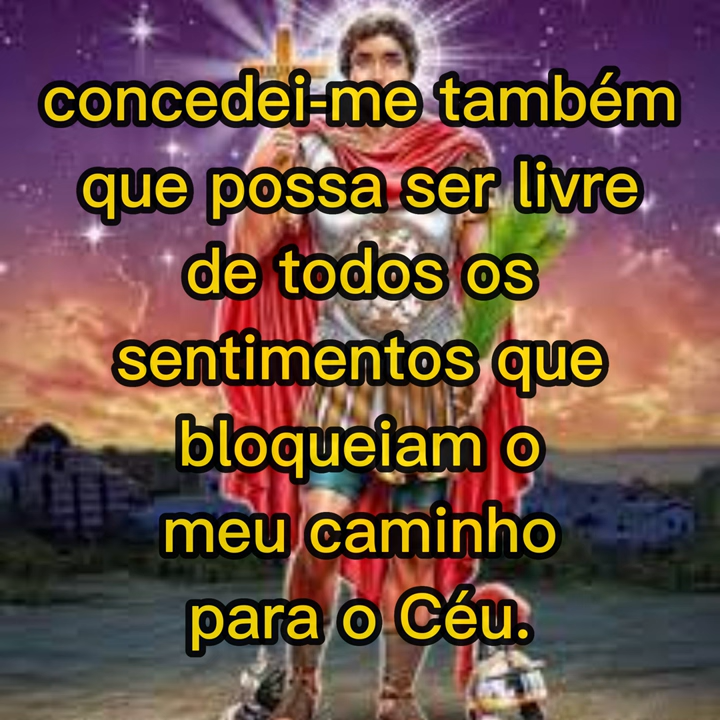 concedei-me também
que possa ser livre
de todos os
sentimentos que
bloqueiam o
meu caminho
para o Céu.